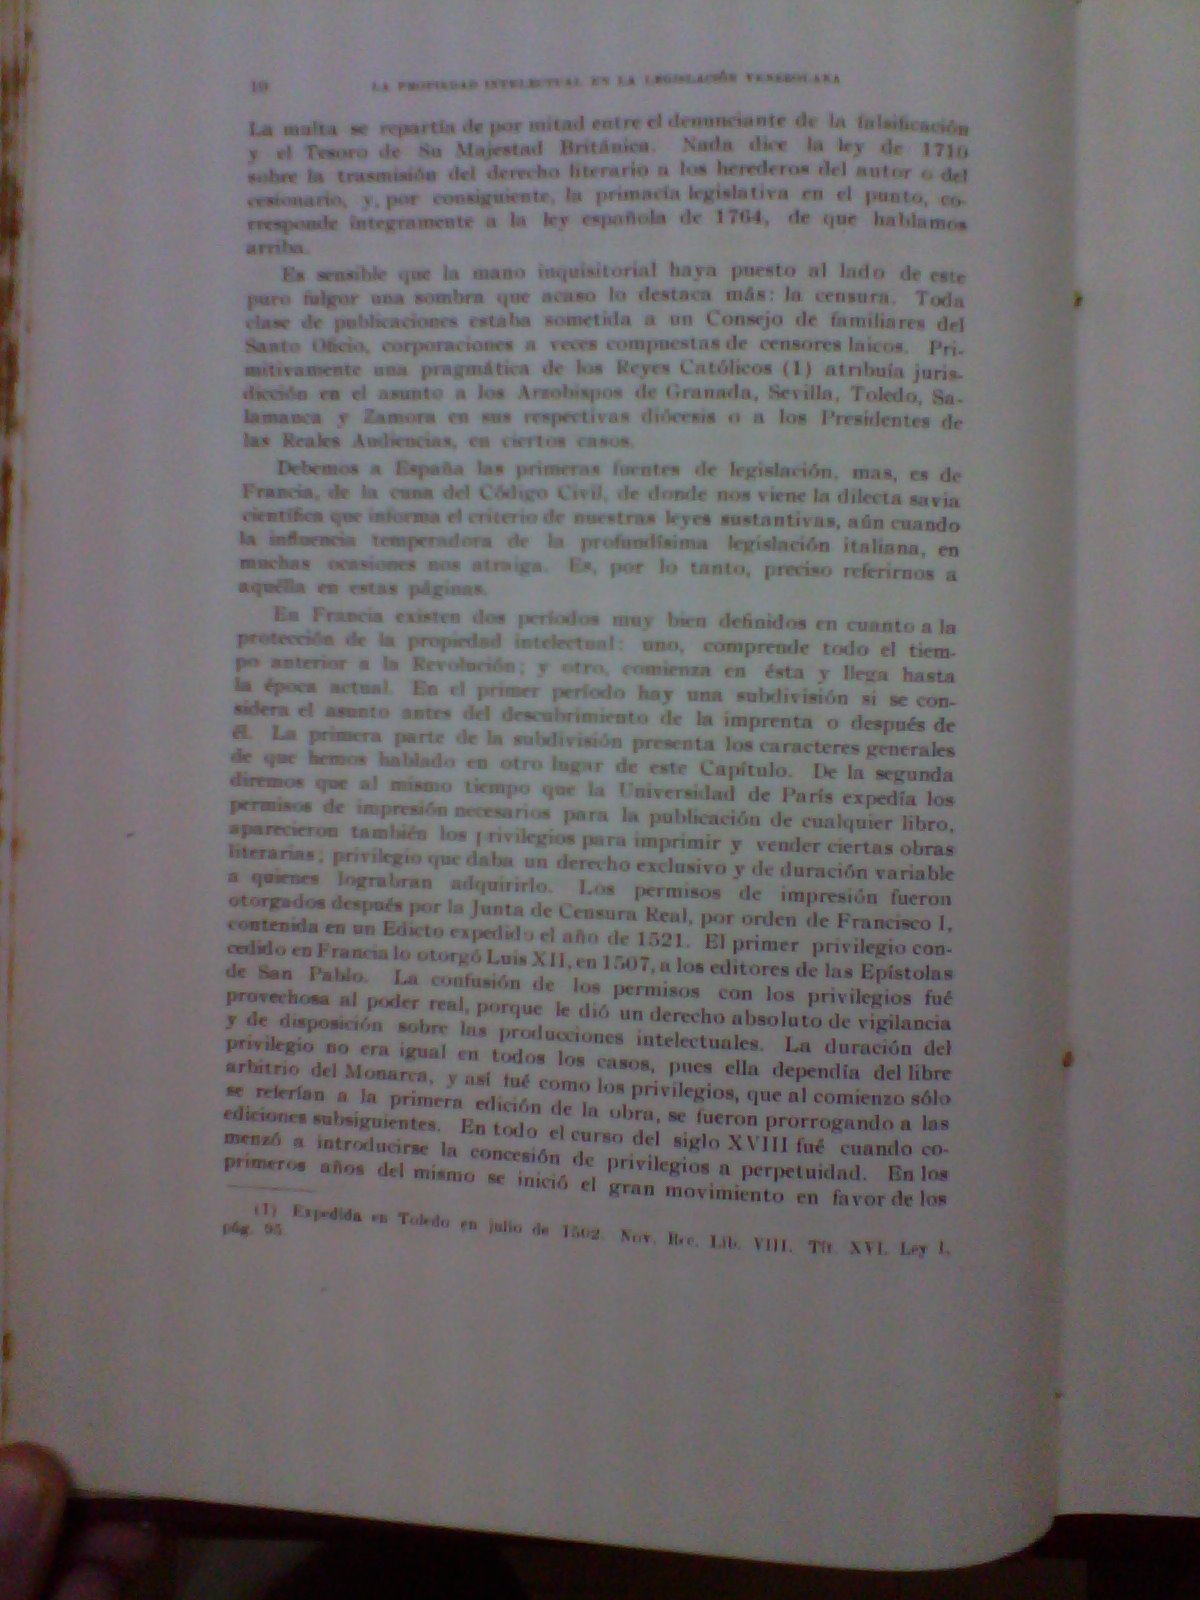 10 LA PROPIEDAD INTELECTUAL EN LA LEGISLACIÓN VENEZOLANA
La multa se repartía de por mitad entre el denunciante de la falsificación
y el Tesoro de Su Majestad Británica. Nada dice la ley de 1710
sobre la trasmisión del derecho literario a los herederos del autor o del
cesionario, y, por consiguiente, la primacía legislativa en el punto, co-
rresponde íntegramente a la ley española de 1764, de que hablamos
arriba.
Es sensible que la mano inquisitorial haya puesto al lado de este
puro fulgor una sombra que acaso lo destaca más: la censura. Toda
clase de publicaciones estaba sometida a un Consejo de familiares del
Santo Oficio, corporaciones a veces compuestas de censores laicos. Pri-
mitivamente una pragmática de los Reyes Católicos (1) atribuía juris-
dicción en el asunto a los Arzobispos de Granada, Sevilla, Toledo, Sa-
lamanca y Zamora en sus respectivas diócesis o a los Presidentes de
las Reales Audiencias, en ciertos casos.
Debemos a España las primeras fuentes de legislación, mas, es de
Francia, de la cuna del Código Civil, de donde nos viene la dilecta savia
científica que informa el criterio de nuestras leyes sustantivas, aún cuando
la influencia temperadora de la profundísima legislación italiana, en
muchas ocasiones nos atraiga. Es, por lo tanto, preciso referirnos a
aquélla en estas páginas.
En Francia existen dos períodos muy bien definidos en cuanto a la
protección de la propiedad intelectual: uno, comprende todo el tiem-
po anterior a la Revolución; y otro, comienza en ésta y llega hasta
la época actual. En el primer período hay una subdivisión si se con-
sidera el asunto antes del descubrimiento de la imprenta o después de
él. La primera parte de la subdivisión presenta los caracteres generales
de que hemos hablado en otro lugar de este Capítulo. De la segunda
diremos que al mismo tiempo que la Universidad de París expedía los
permisos de impresión necesarios para la publicación de cualquier libro,
aparecieron también los privilegios para imprimir y vender ciertas obras
literarias; privilegio que daba un derecho exclusivo y de duración variable
a quienes lograbran adquirirlo. Los permisos de impresión fueron
otorgados después por la Junta de Censura Real, por orden de Francisco I,
contenida en un Edicto expedido el año de 1521. El primer privilegio con-
cedido en Francia lo otorgó Luis XII, en 1507, a los editores de las Epístolas
de San Pablo. La confusión de los permisos con los privilegios fué
provechosa al poder real, porque le dió un derecho absoluto de vigilancia
y de disposición sobre las producciones intelectuales. La duración del
privilegio no era igual en todos los casos, pues ella dependía del libre
arbitrio del Monarca, y así fué como los privilegios, que al comienzo sólo
se referían a la primera edición de la obra, se fueron prorrogando a las
ediciones subsiguientes. En todo el curso del siglo XVIII fué cuando co-
menzó a introducirse la concesión de privilegios a perpetuidad. En los
primeros años del mismo se inició el gran movimiento en favor de los
(1) Expedida en Toledo en julio de 1502. Nov. Rec. Lib. VIII. Tít. XVI. Ley I,
pág. 95.